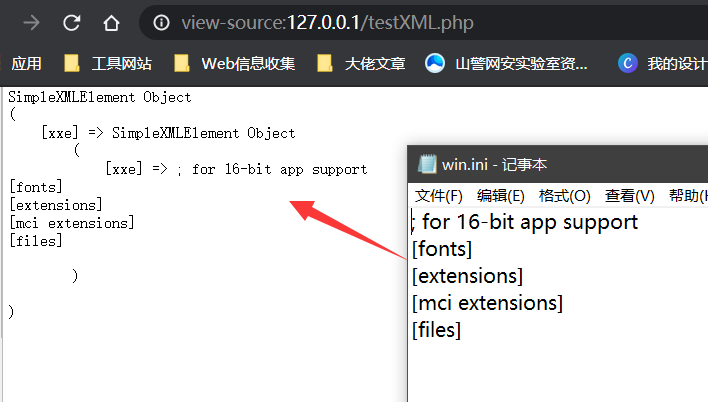 view-source:127.0.0.1/testXML.php
应用 工具网站 Web信息收集 大佬文章 山警网安实验室资... 我的设计
SimpleXMLElement Object
(
[xxe] => SimpleXMLElement Object
(
[xxe] => ; for 16-bit app support
[fonts]
[extensions]
[mci extensions]
[files]
)
)
win.ini - 记事本
文件(F) 编辑(E) 格式(O) 查看(V) 帮助(H
; for 16-bit app support
[fonts]
[extensions]
[mci extensions]
[files]